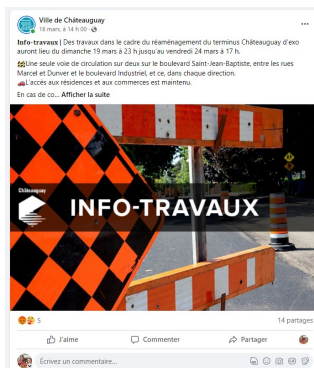 Ville de Châteauguay
18 mars, à 14 h 00 ·
Info-travaux | Des travaux dans le cadre du réaménagement du terminus Châteauguay d'exo
auront lieu du dimanche 19 mars à 23 h jusqu'au vendredi 24 mars à 17 h.
🚧Une seule voie de circulation sur deux sur le boulevard Saint-Jean-Baptiste, entre les rues
Marcel et Dunver et le boulevard Industriel, et ce, dans chaque direction.
🚗L'accès aux résidences et aux commerces est maintenu.
En cas de co... Afficher la suite
Châteauguay
INFO-TRAVAUX
5
14 partages
J'aime
Commenter
Partager
Écrivez un commentaire...